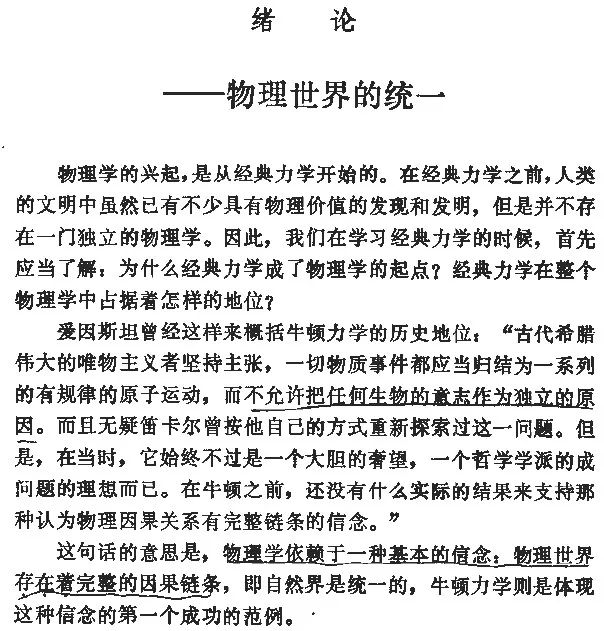 绪 论
——物理世界的统一
物理学的兴起，是从经典力学开始的。在经典力学之前，人类
的文明中虽然已有不少具有物理价值的发现和发明，但是并不存
在一门独立的物理学。因此，我们在学习经典力学的时候，首先
应当了解：为什么经典力学成了物理学的起点？经典力学在整个
物理学中占据着怎样的地位？
爱因斯坦曾经这样来概括牛顿力学的历史地位：“古代希腊
伟大的唯物主义者坚持主张，一切物质事件都应当归结为一系列
的有规律的原子运动，而不允许把任何生物的意志作为独立的原
因。而且无疑笛卡尔曾按他自己的方式重新探索过这一问题。但
是，在当时，它始终不过是一个大胆的奢望，一个哲学学派的成
问题的理想而已。在牛顿之前，还没有什么实际的结果来支持那
种认为物理因果关系有完整链条的信念。”
这句话的意思是，物理学依赖于一种基本的信念：物理世界
存在着完整的因果链条，即自然界是统一的，牛顿力学则是体现
这种信念的第一个成功的范例。